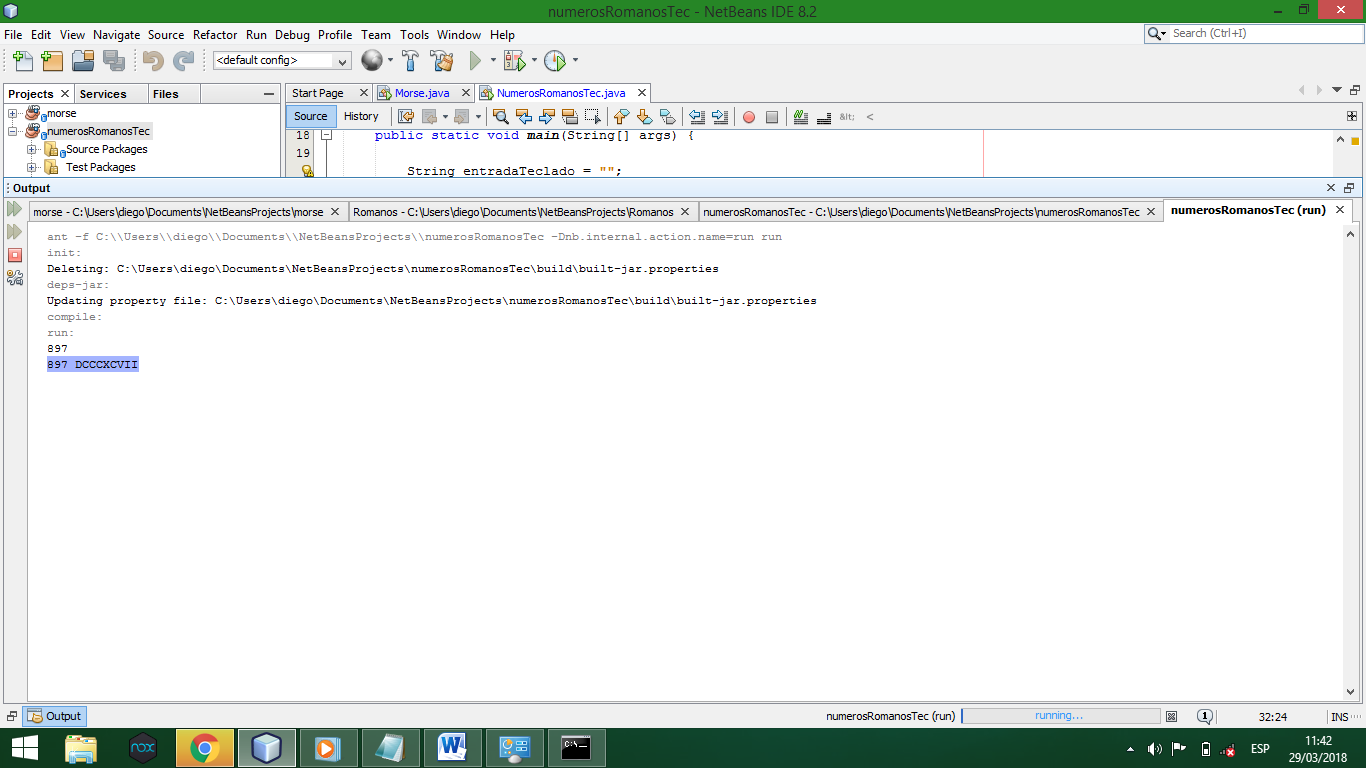 numerosRomanosTec - NetBeans IDE 8.2
File Edit View Navigate Source Refactor Run Debug Profile Team Tools Window Help
Search (Ctrl+I)
<default config>
Projects Services Files
morse
numerosRomanosTec
Source Packages
Test Packages
Start Page Morse.java NumerosRomanosTec.java
Source History
&lt; <
18 public static void main(String[] args) {
19
String entradaTeclado = "";
Output
morse - C:\Users\diego\Documents\NetBeansProjects\morse Romanos - C:\Users\diego\Documents\NetBeansProjects\Romanos numerosRomanosTec - C:\Users\diego\Documents\NetBeansProjects\numerosRomanosTec numerosRomanosTec (run)
ant -f C:\\Users\\diego\\Documents\\NetBeansProjects\\numerosRomanosTec -Dnb.internal.action.name=run run
init:
Deleting: C:\Users\diego\Documents\NetBeansProjects\numerosRomanosTec\build\built-jar.properties
deps-jar:
Updating property file: C:\Users\diego\Documents\NetBeansProjects\numerosRomanosTec\build\built-jar.properties
compile:
run:
897
897 DCCCXCVII
Output numerosRomanosTec (run) running... 1 32:24 INS
nox
C:\_
ESP
11:42
29/03/2018